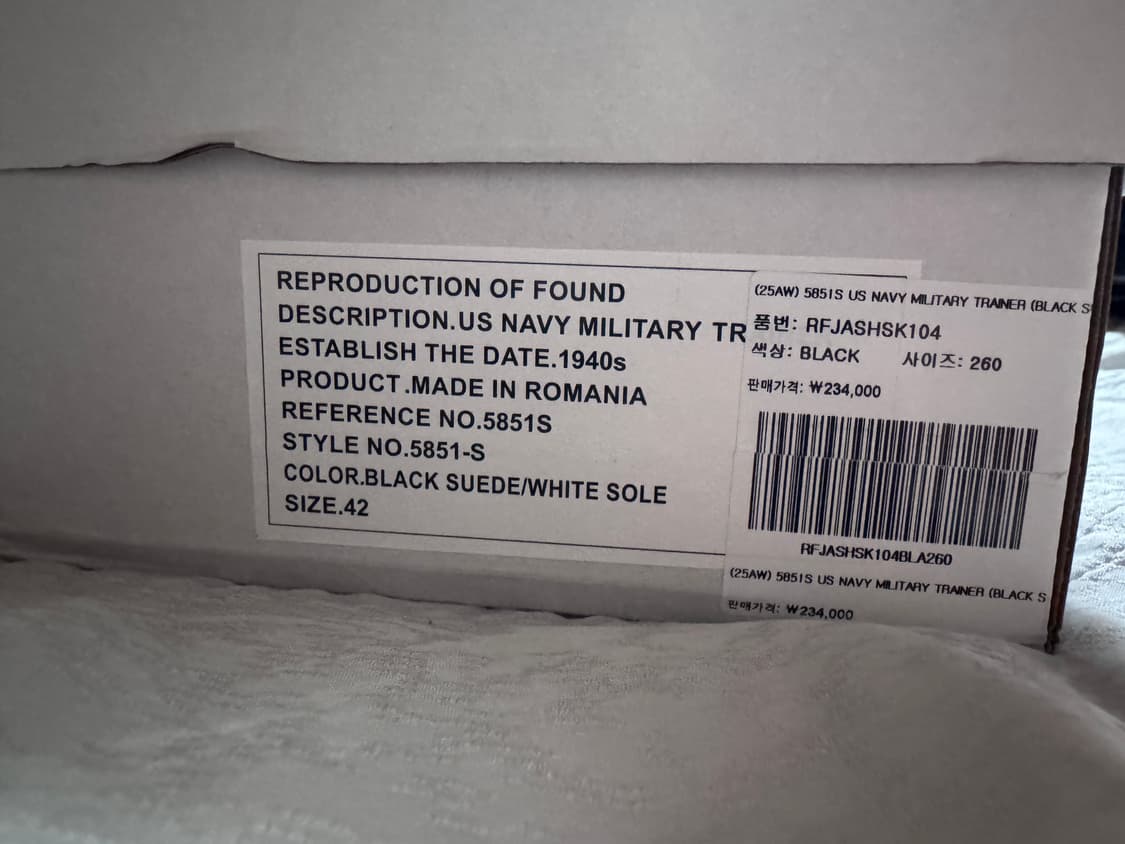 REPRODUCTION OF FOUND
DESCRIPTION.US NAVY MILITARY TR
ESTABLISH THE DATE.1940s
PRODUCT.MADE IN ROMANIA
REFERENCE NO.5851S
STYLE NO.5851-S
COLOR.BLACK SUEDE/WHITE SOLE
SIZE.42
(25AW) 5851S US NAVY MILITARY TRAINER (BLACK S
품번: RFJASHSK104
색상: BLACK 사이즈: 260
판매가격: ₩234,000
RFJASHSK104BLA260
(25AW) 5851S US NAVY MILITARY TRAINER (BLACK S
판매가격: ₩234,000